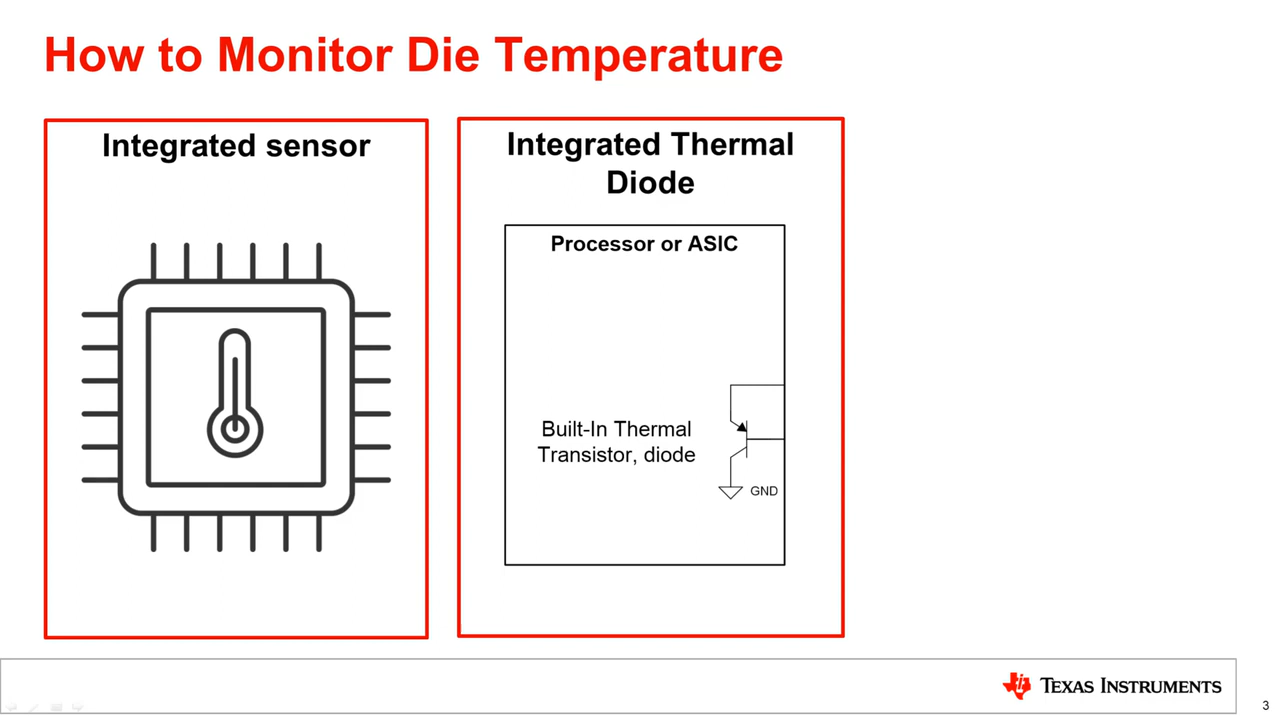 How to Monitor Die Temperature
Integrated sensor
Integrated Thermal
Diode
Processor or ASIC
Built-In Thermal
Transistor, diode
GND
TEXAS INSTRUMENTS
3